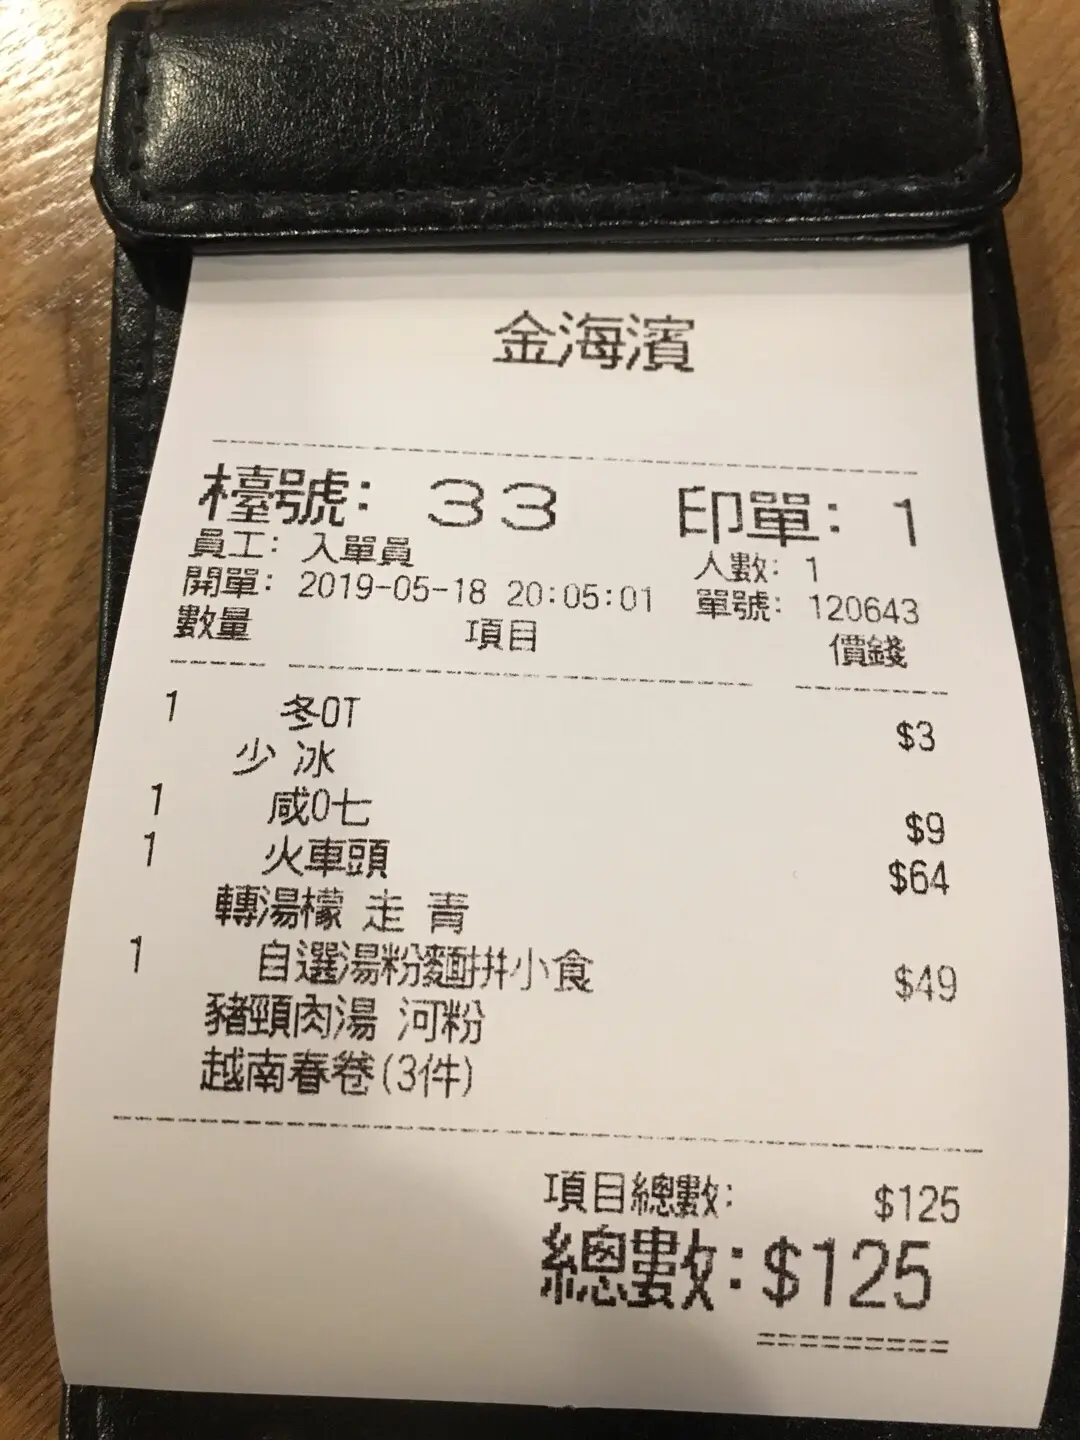 金海濱
檯號: 33 印單: 1
員工: 入單員 人數: 1
開單: 2019-05-18 20:05:01 單號: 120643
數量 項目 價錢
1 冬OT $3
少 冰
1 咸0七 $9
1 火車頭 $64
轉湯檬 走 青
1 自選湯粉麵拼小食 $49
豬頸肉湯 河粉
越南春卷(3件)
項目總數: $125
總數: $125
==========